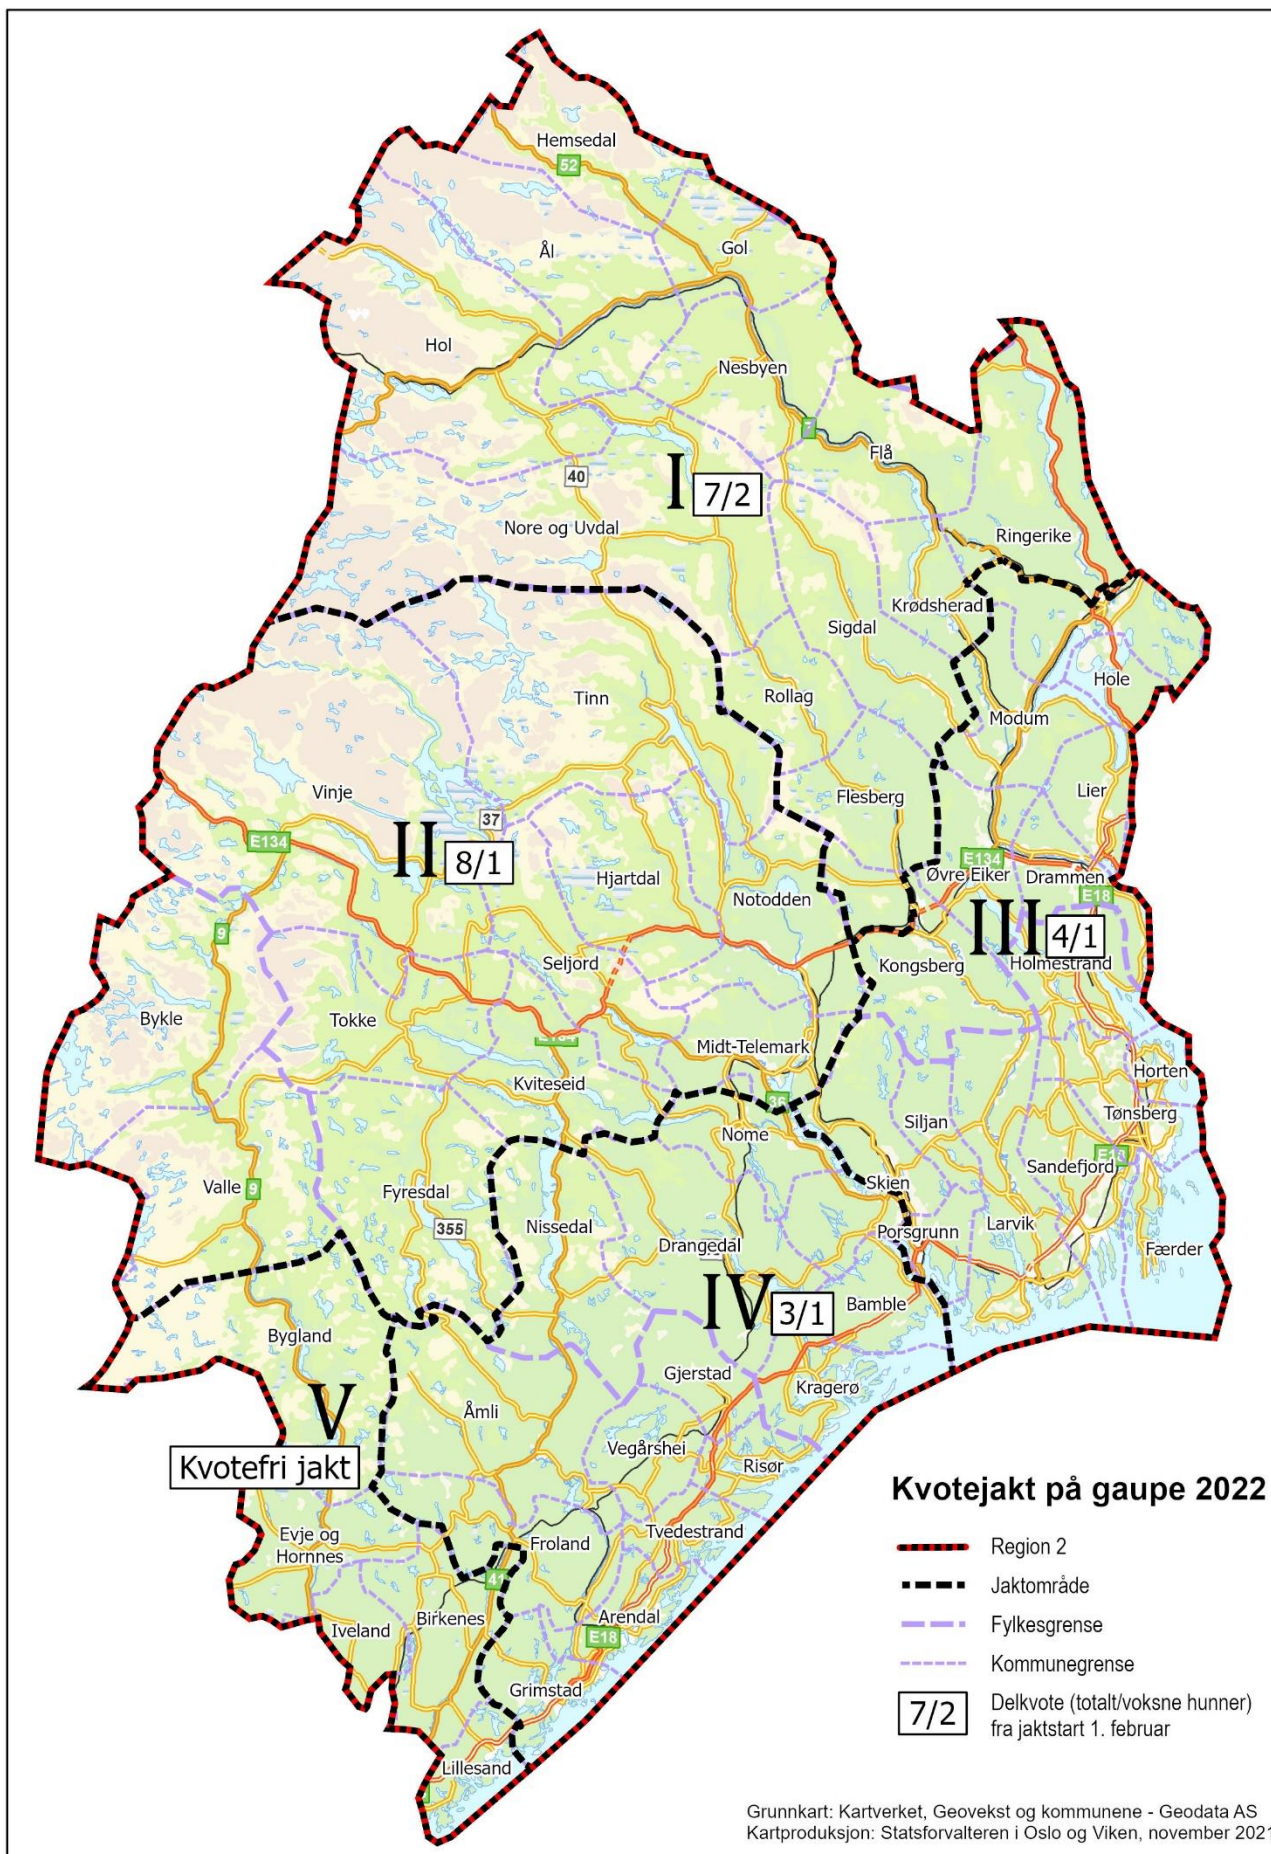 Hemsedal
52
Ål
Gol
Hol
Nesbyen
7
Flå
I
7/2
40
Nore og Uvdal
Ringerike
Krødsherad
Sigdal
Hole
Tinn
Rollag
Modum
Vinje
Flesberg
Lier
37
E134
II
8/1
Hjartdal
E134
Øvre Eiker
Drammen
Notodden
E18
9
III
4/1
Seljord
Kongsberg
Holmestrand
Bykle
Tokke
E134
Midt-Telemark
Horten
Kviteseid
36
Tønsberg
Siljan
Nome
E18
Sandefjord
Valle
9
Fyresdal
Skien
355
Nissedal
Larvik
Porsgrunn
Drangedal
Færder
IV
3/1
Bamble
Bygland
Gjerstad
Kragerø
V
Åmli
Vegårshei
Kvotefri jakt
Risør
Kvotejakt på gaupe 2022
Evje og
Hornnes
Froland
Tvedestrand
Region 2
41
Jaktområde
Birkenes
Arendal
Iveland
E18
Fylkesgrense
Kommunegrense
Grimstad
7/2
Delkvote (totalt/voksne hunner)
fra jaktstart 1. februar
Lillesand
Grunnkart: Kartverket, Geovekst og kommunene - Geodata AS
Kartproduksjon: Statsforvalteren i Oslo og Viken, november 2021